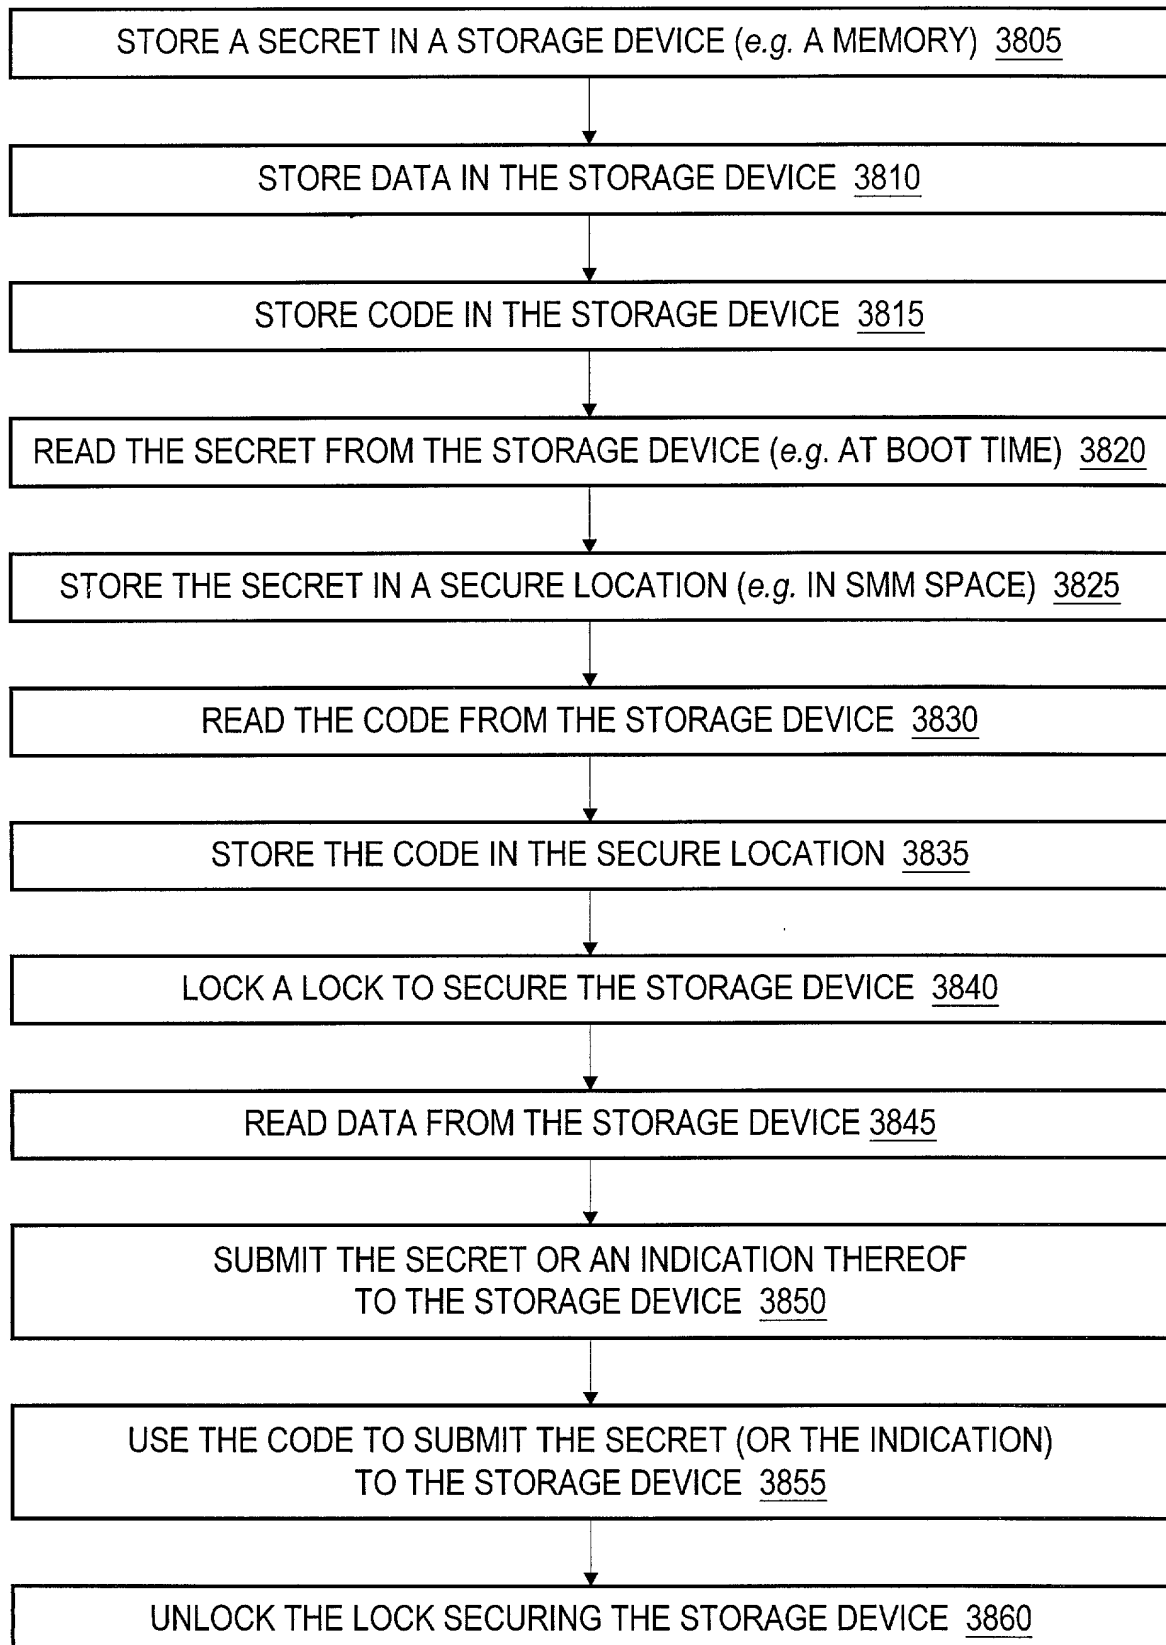 STORE A SECRET IN A STORAGE DEVICE (e.g. A MEMORY) 3805
STORE DATA IN THE STORAGE DEVICE 3810
STORE CODE IN THE STORAGE DEVICE 3815
READ THE SECRET FROM THE STORAGE DEVICE (e.g. AT BOOT TIME) 3820
STORE THE SECRET IN A SECURE LOCATION (e.g. IN SMM SPACE) 3825
READ THE CODE FROM THE STORAGE DEVICE 3830
STORE THE CODE IN THE SECURE LOCATION 3835
LOCK A LOCK TO SECURE THE STORAGE DEVICE 3840
READ DATA FROM THE STORAGE DEVICE 3845
SUBMIT THE SECRET OR AN INDICATION THEREOF
TO THE STORAGE DEVICE 3850
USE THE CODE TO SUBMIT THE SECRET (OR THE INDICATION)
TO THE STORAGE DEVICE 3855
UNLOCK THE LOCK SECURING THE STORAGE DEVICE 3860